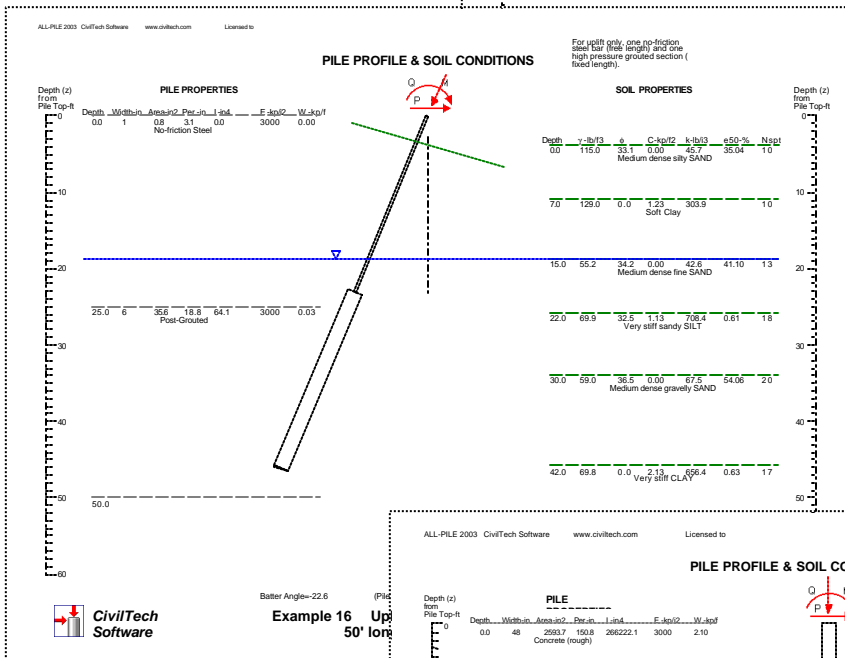 ALL-PILE 2003 CivilTech Software www.civiltech.com Licensed to
For uplift only, one no-friction
steel bar (free length) and one
high pressure grouted section (
fixed length).
PILE PROFILE & SOIL CONDITIONS
Depth (z)
from
Pile Top-ft
PILE PROPERTIES
SOIL PROPERTIES
Depth (z)
from
Pile Top-ft
Q M
P
Depth Width-in Area-in2 Per.-in I-in4 E-kp/i2 W-kp/f
0.0 1 0.8 3.1 0.0 3000 0.00
No-friction Steel
25.0 6 35.6 18.8 64.1 3000 0.03
Post-Grouted
50.0
Depth γ-lb/f3 ϕ C-kp/f2 k-lb/i3 e50-% Nspt
0.0 115.0 33.1 0.00 45.7 35.04 10
Medium dense silty SAND
7.0 129.0 0.0 1.23 303.9 10
Soft Clay
15.0 55.2 34.2 0.00 42.6 41.10 13
Medium dense fine SAND
22.0 69.9 32.5 1.13 708.4 0.61 18
Very stiff sandy SILT
30.0 59.0 36.5 0.00 67.5 54.06 20
Medium dense gravelly SAND
42.0 69.8 0.0 2.13 656.4 0.63 17
Very stiff CLAY
0
10
20
30
40
50
60
0
10
20
30
40
50
Batter Angle=-22.6 (Pile
CivilTech
Software
Example 16 Up
50' lon
ALL-PILE 2003 CivilTech Software www.civiltech.com Licensed to
PILE PROFILE & SOIL CO
Depth (z)
from
Pile Top-ft
PILE
Q
P
0
Depth Width-in Area-in2 Per.-in I-in4 E-kp/i2 W-kp/f
0.0 48 2593.7 150.8 266222.1 3000 2.10
Concrete (rough)